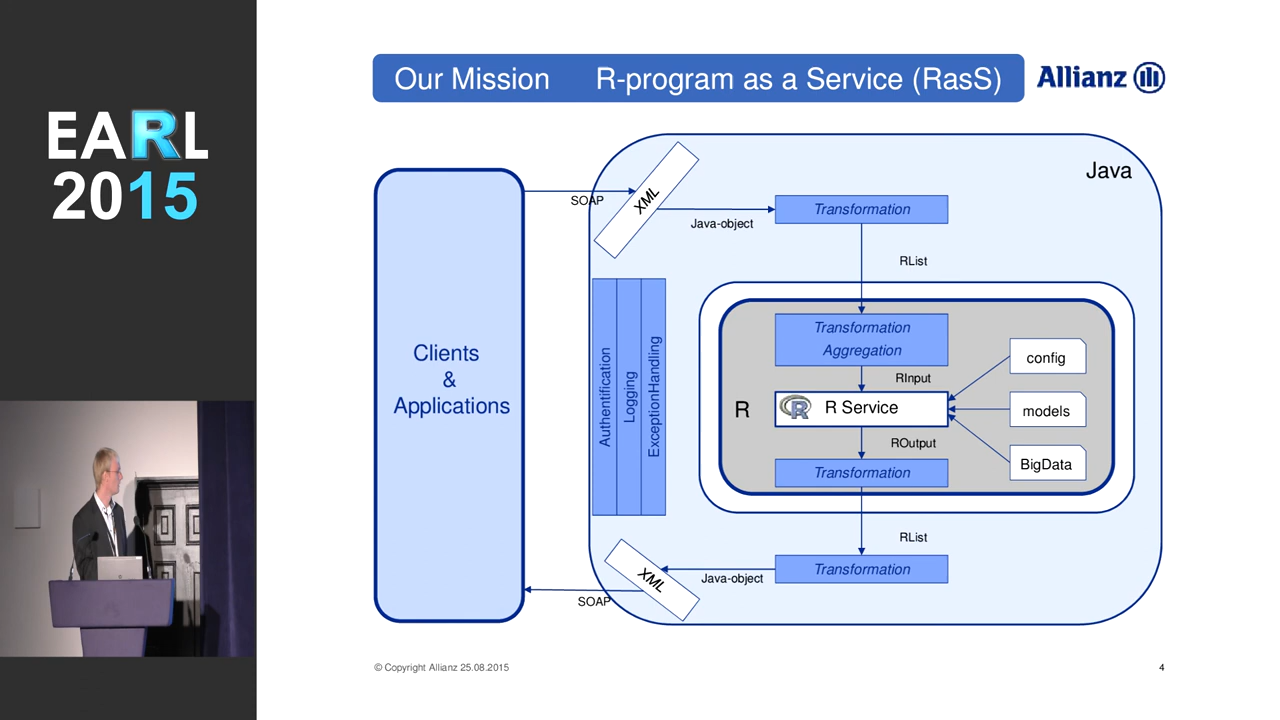 EARL
2015
Our Mission R-program as a Service (RasS)
Allianz
Java
SOAP
XML
Java-object
Transformation
RList
Clients
&
Applications
Authentification
Logging
ExceptionHandling
R
Transformation
Aggregation
RInput
R Service
ROutput
Transformation
config
models
BigData
RList
Transformation
Java-object
XML
SOAP
© Copyright Allianz 25.08.2015
4